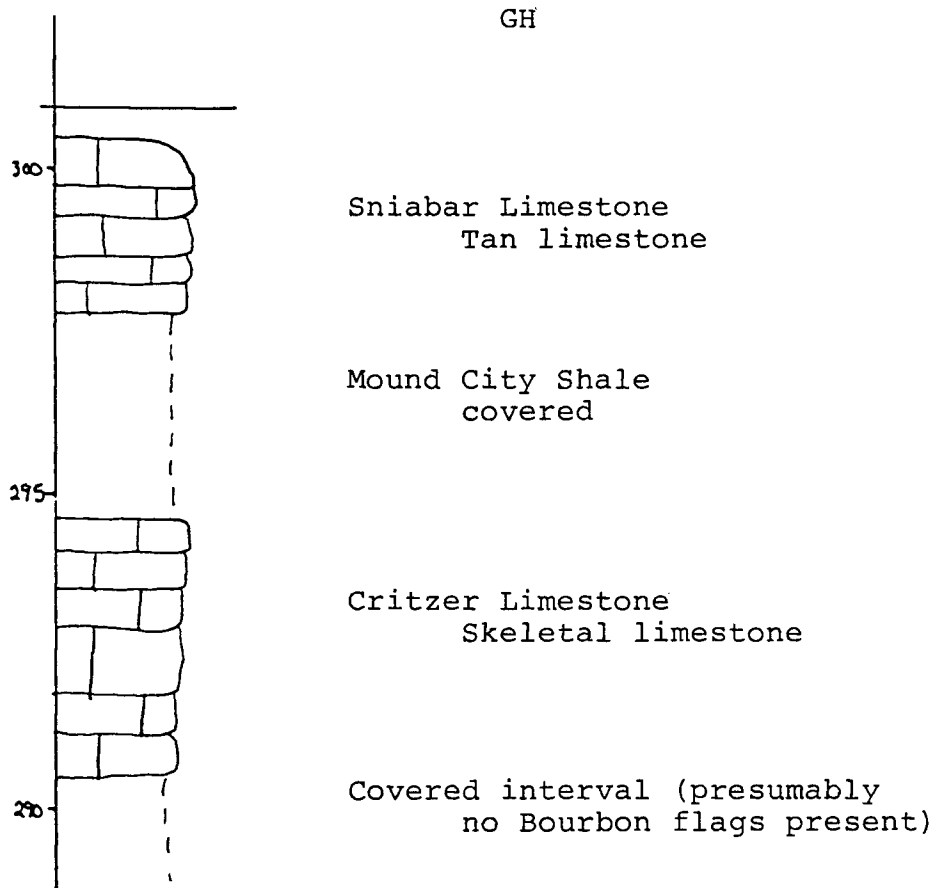 GH
300
Sniabar Limestone
Tan limestone
Mound City Shale
covered
295
Critzer Limestone
Skeletal limestone
290
Covered interval (presumably
no Bourbon flags present)